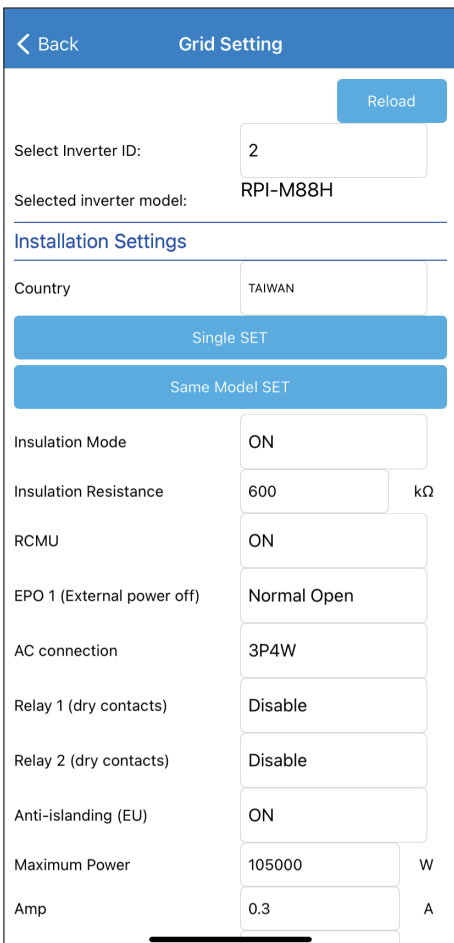 Back
Grid Setting
Reload
Select Inverter ID: 2
Selected inverter model: RPI-M88H
Installation Settings
Country TAIWAN
Single SET
Same Model SET
Insulation Mode ON
Insulation Resistance 600 kΩ
RCMU ON
EPO 1 (External power off) Normal Open
AC connection 3P4W
Relay 1 (dry contacts) Disable
Relay 2 (dry contacts) Disable
Anti-islanding (EU) ON
Maximum Power 105000 W
Amp 0.3 A